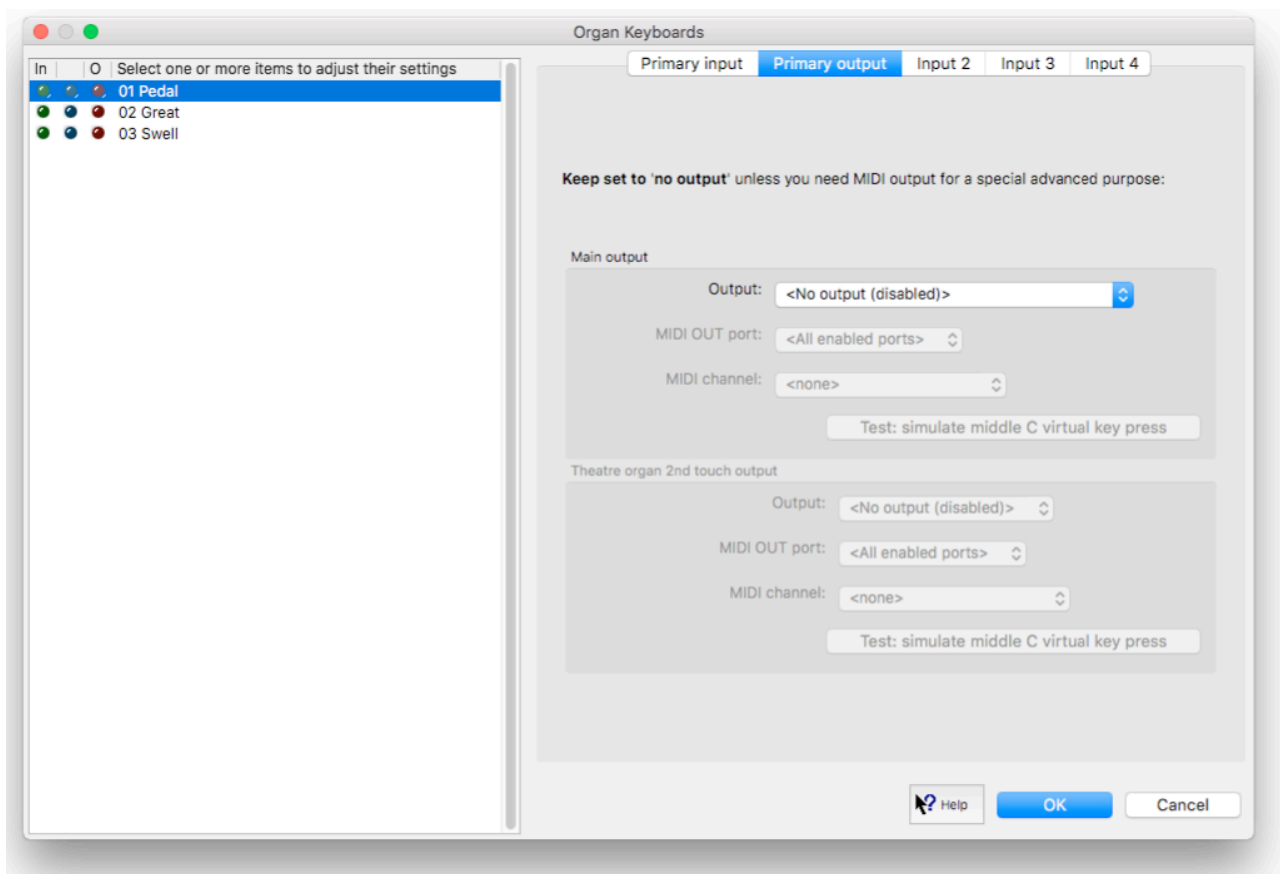 Organ Keyboards
In O Select one or more items to adjust their settings
01 Pedal
02 Great
03 Swell
Primary input Primary output Input 2 Input 3 Input 4
Keep set to 'no output' unless you need MIDI output for a special advanced purpose:
Main output
Output: <No output (disabled)>
MIDI OUT port: <All enabled ports>
MIDI channel: <none>
Test: simulate middle C virtual key press
Theatre organ 2nd touch output
Output: <No output (disabled)>
MIDI OUT port: <All enabled ports>
MIDI channel: <none>
Test: simulate middle C virtual key press
? Help OK Cancel